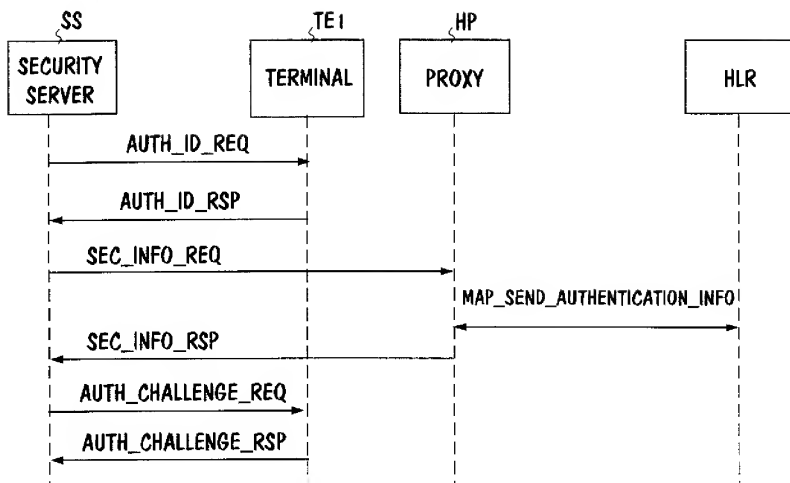 SS
TE1
HP
SECURITY
SERVER
TERMINAL
PROXY
HLR
AUTH_ID_REQ
AUTH_ID_RSP
SEC_INFO_REQ
MAP_SEND_AUTHENTICATION_INFO
SEC_INFO_RSP
AUTH_CHALLENGE_REQ
AUTH_CHALLENGE_RSP